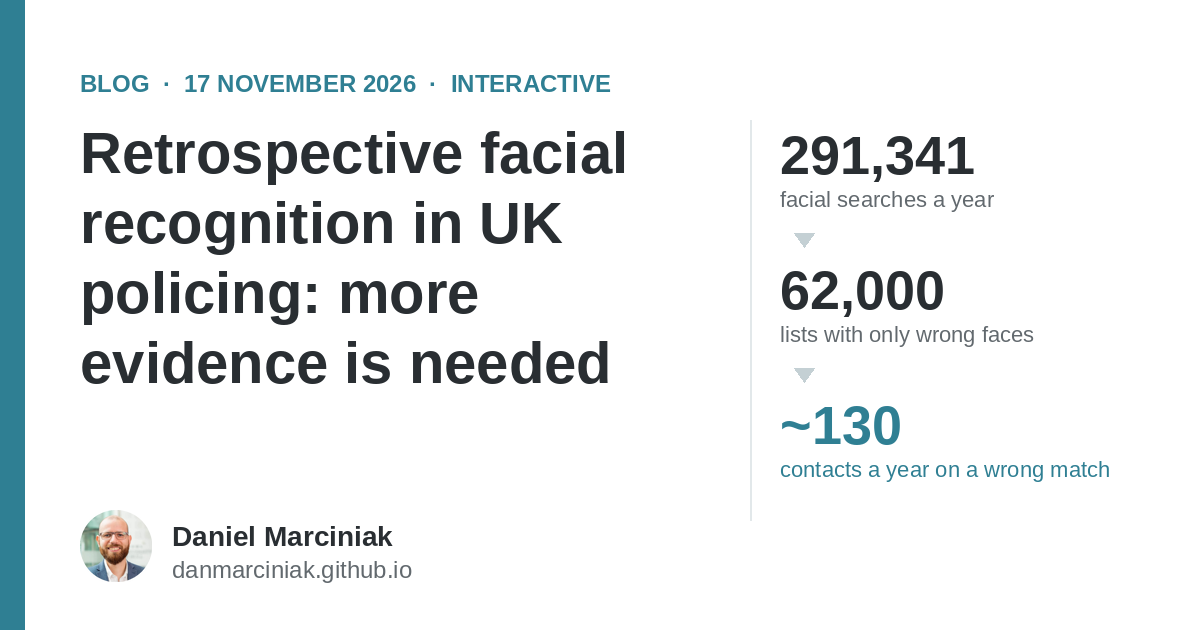 BLOG · 17 NOVEMBER 2026 · INTERACTIVE
Retrospective facial
recognition in UK
policing: more
evidence is needed
291,341
facial searches a year
62,000
lists with only wrong faces
~130
contacts a year on a wrong match
Daniel Marciniak
danmarciniak.github.io